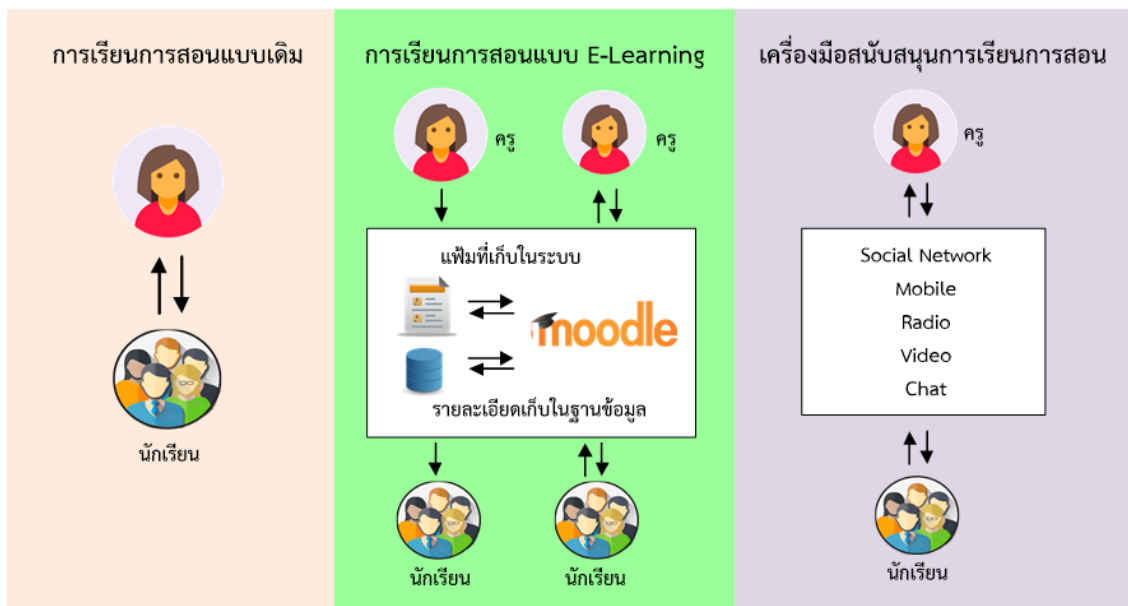 การเรียนการสอนแบบเดิม
นักเรียน
การเรียนการสอนแบบ E-Learning
ครู
ครู
แฟ้มที่เก็บในระบบ
moodle
รายละเอียดเก็บในฐานข้อมูล
นักเรียน
นักเรียน
เครื่องมือสนับสนุนการเรียนการสอน
ครู
Social Network
Mobile
Radio
Video
Chat
นักเรียน